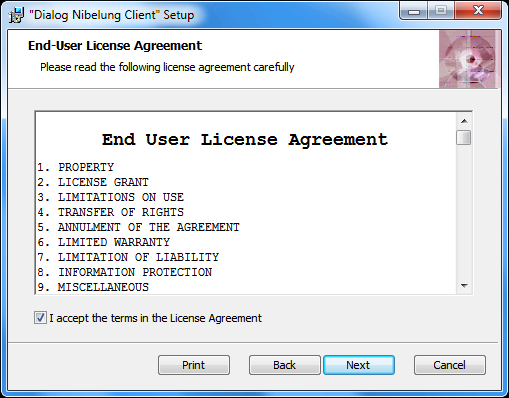 "Dialog Nibelung Client" Setup
End-User License Agreement
Please read the following license agreement carefully
End User License Agreement
1. PROPERTY
2. LICENSE GRANT
3. LIMITATIONS ON USE
4. TRANSFER OF RIGHTS
5. ANNULMENT OF THE AGREEMENT
6. LIMITED WARRANTY
7. LIMITATION OF LIABILITY
8. INFORMATION PROTECTION
9. MISCELLANEOUS
I accept the terms in the License Agreement
Print Back Next Cancel